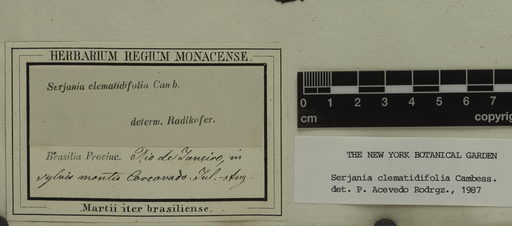 HERBARIUM REGIUM MONACENSE.
Serjania clematidifolia Camb.
determ. Radlkofer.
Brasilia Provinc. Rio de Janeiro, in
sylvis montis Corcovado. Jul. - Aug.
Martii iter brasiliense.
0 1 2 3 4 5 6 7
cm copyrig
THE NEW YORK BOTANICAL GARDEN
Serjania clematidifolia Cambess.
det. P. Acevedo Rodrgz., 1987